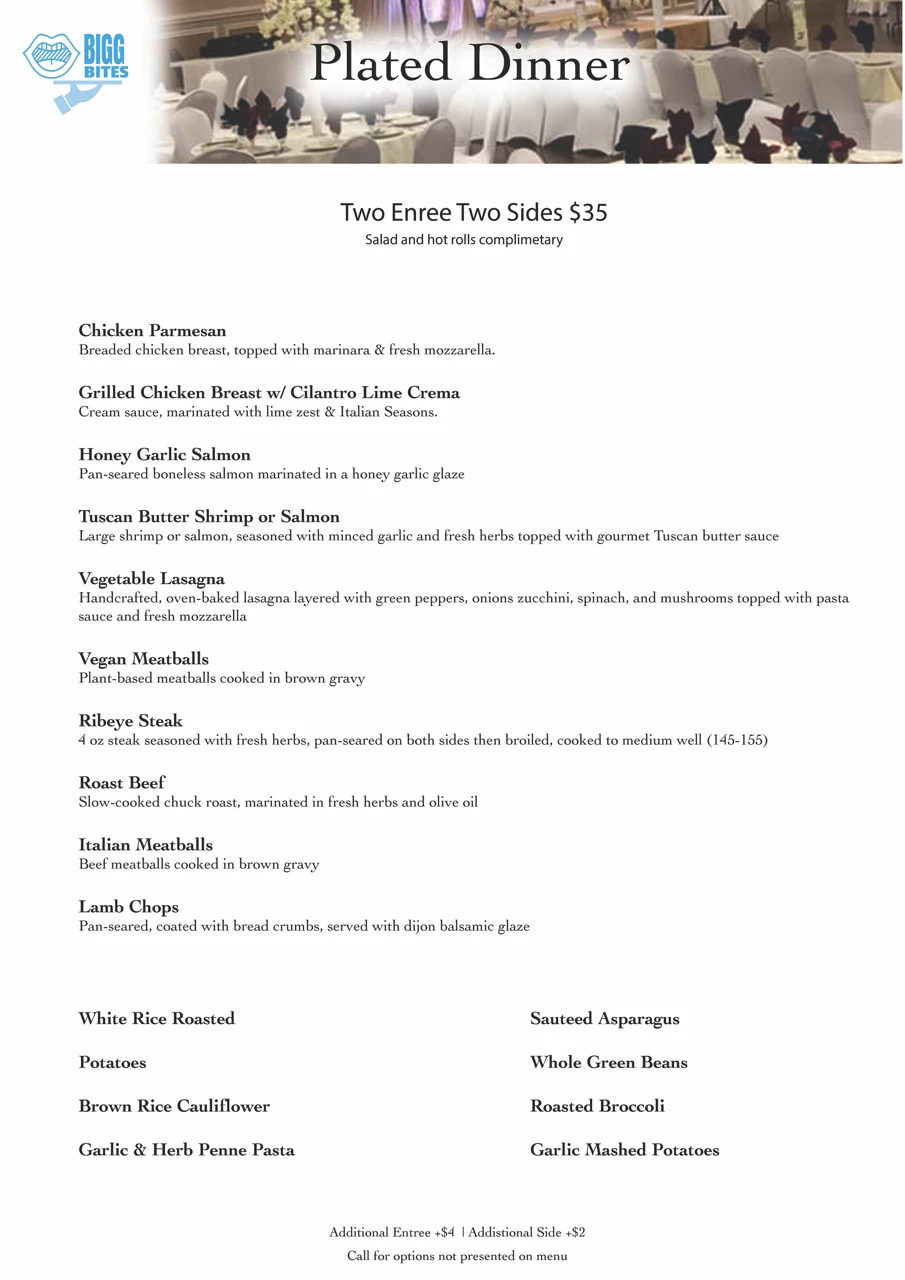 BIGG
BITES
Plated Dinner
Two Enree Two Sides $35
Salad and hot rolls complimetary
Chicken Parmesan
Breaded chicken breast, topped with marinara & fresh mozzarella.
Grilled Chicken Breast w/ Cilantro Lime Crema
Cream sauce, marinated with lime zest & Italian Seasons.
Honey Garlic Salmon
Pan-seared boneless salmon marinated in a honey garlic glaze
Tuscan Butter Shrimp or Salmon
Large shrimp or salmon, seasoned with minced garlic and fresh herbs topped with gourmet Tuscan butter sauce
Vegetable Lasagna
Handcrafted, oven-baked lasagna layered with green peppers, onions zucchini, spinach, and mushrooms topped with pasta
sauce and fresh mozzarella
Vegan Meatballs
Plant-based meatballs cooked in brown gravy
Ribeye Steak
4 oz steak seasoned with fresh herbs, pan-seared on both sides then broiled, cooked to medium well (145-155)
Roast Beef
Slow-cooked chuck roast, marinated in fresh herbs and olive oil
Italian Meatballs
Beef meatballs cooked in brown gravy
Lamb Chops
Pan-seared, coated with bread crumbs, served with dijon balsamic glaze
White Rice Roasted
Potatoes
Brown Rice Cauliflower
Garlic & Herb Penne Pasta
Sauteed Asparagus
Whole Green Beans
Roasted Broccoli
Garlic Mashed Potatoes
Additional Entree +$4 | Addistional Side +$2
Call for options not presented on menu